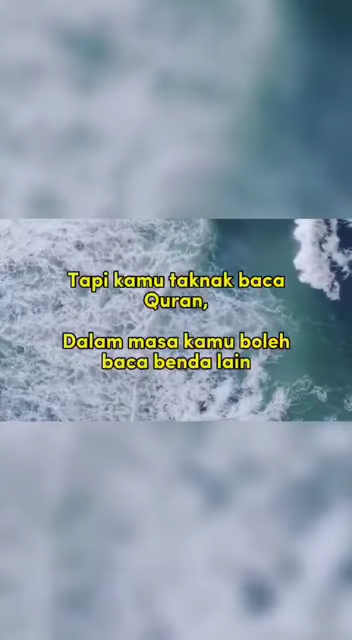 Tapi kamu taknak baca
Quran,
Dalam masa kamu boleh
baca benda lain